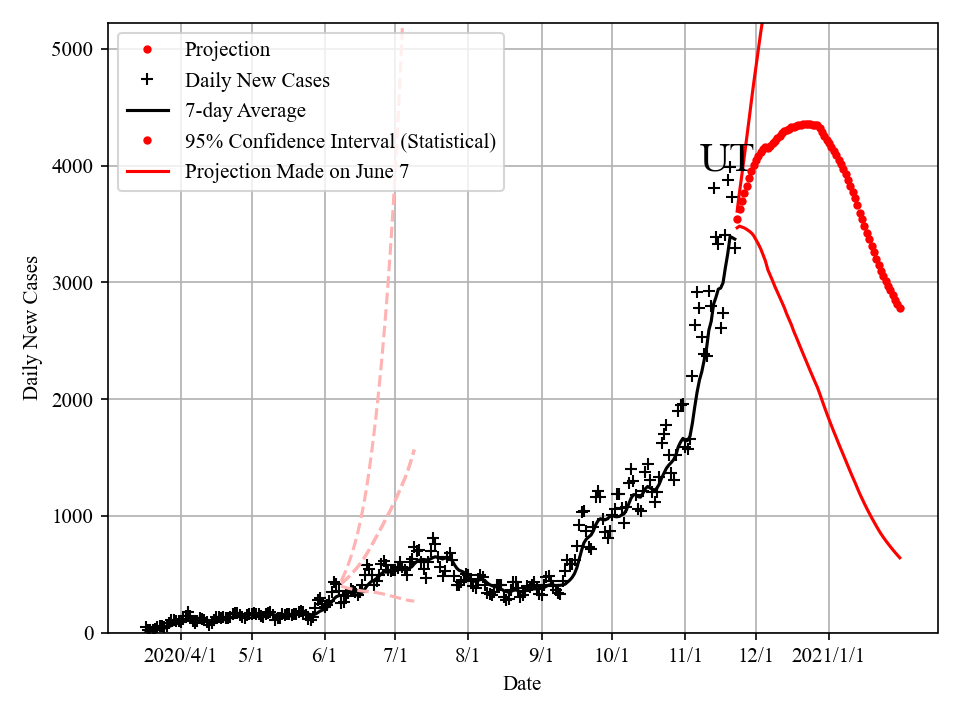 5000
4000
3000
2000
1000
0
Daily New Cases
Projection
Daily New Cases
7-day Average
95% Confidence Interval (Statistical)
Projection Made on June 7
UT
2020/4/1 5/1 6/1 7/1 8/1 9/1 10/1 11/1 12/1 2021/1/1
Date